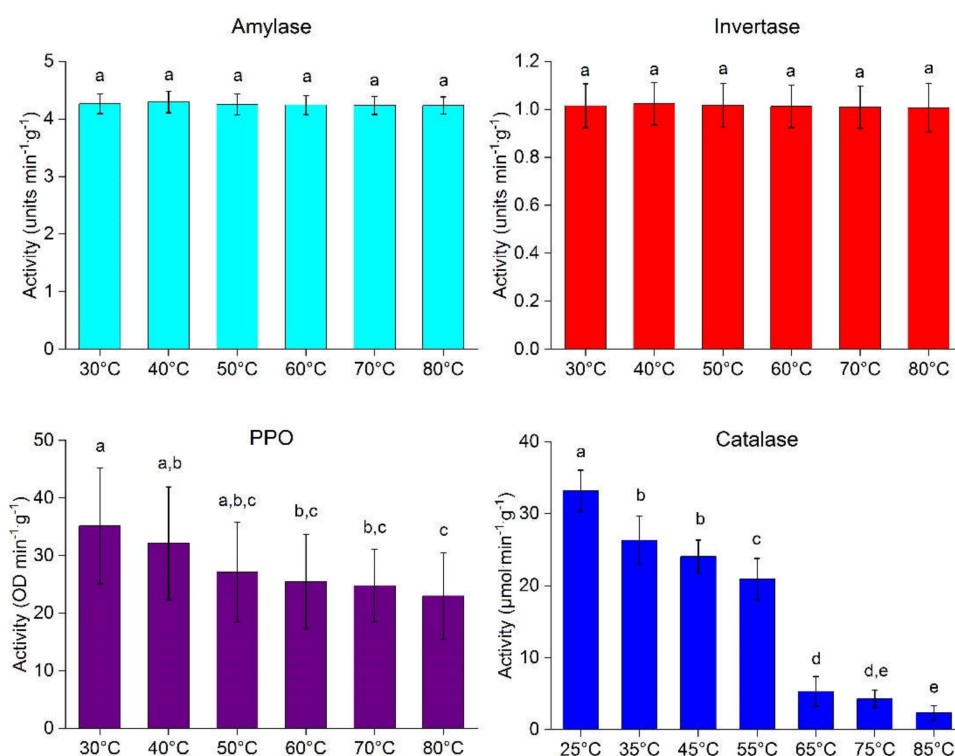 Amylase
Activity (units min⁻¹·g⁻¹)
5
4
3
2
1
0
a a a a a a
30°C 40°C 50°C 60°C 70°C 80°C
Invertase
Activity (units min⁻¹·g⁻¹)
1.2
1.0
0.8
0.6
0.4
0.2
0.0
a a a a a a
30°C 40°C 50°C 60°C 70°C 80°C
PPO
Activity (OD min⁻¹·g⁻¹)
50
40
30
20
10
0
a a,b a,b,c b,c b,c c
30°C 40°C 50°C 60°C 70°C 80°C
Catalase
Activity (µmol·min⁻¹·g⁻¹)
40
30
20
10
0
a b b c d d,e e
25°C 35°C 45°C 55°C 65°C 75°C 85°C